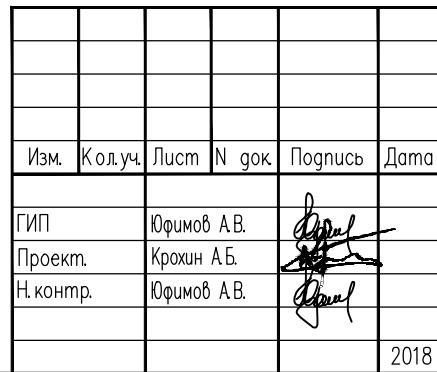 Изм. Кол.уч. Лист N док. Подпись Дата
ГИП Юфимов А.В.
Проект. Крохин А.Б.
Н. контр. Юфимов А.В.
2018